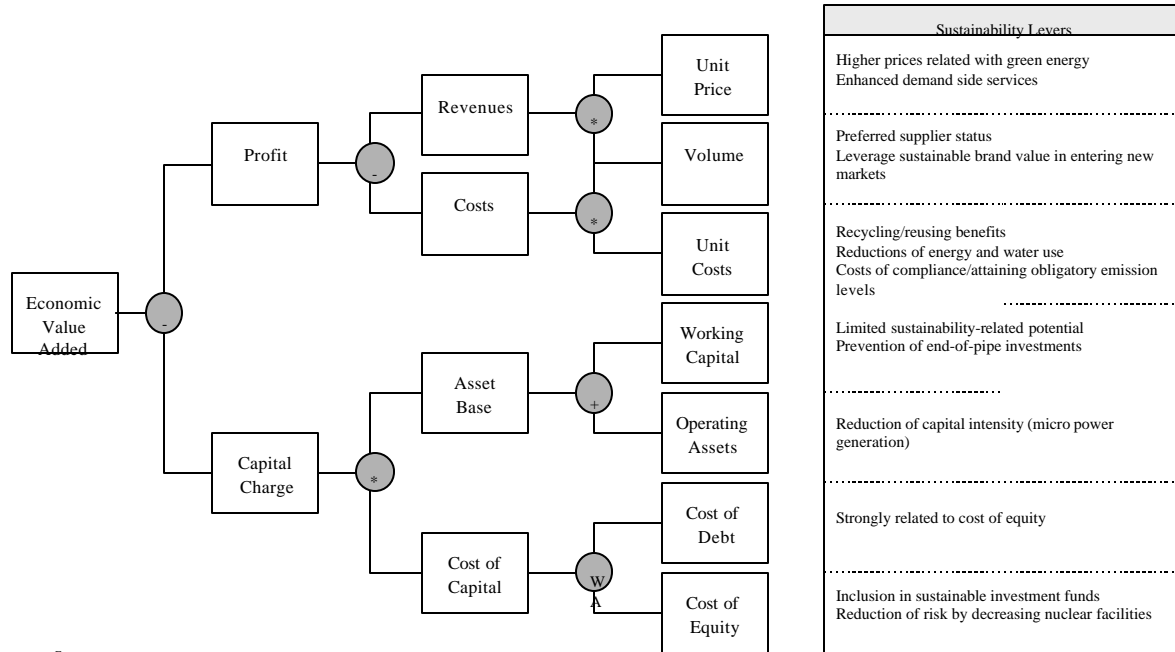 Sustainability Levers
Unit
Price
Higher prices related with green energy
Enhanced demand side services
Revenues
*
Profit
-
Volume
Preferred supplier status
Leverage sustainable brand value in entering new
markets
Costs
*
Unit
Costs
Recycling/reusing benefits
Reductions of energy and water use
Costs of compliance/attaining obligatory emission
levels
Economic
Value
Added
-
Working
Capital
Limited sustainability-related potential
Prevention of end-of-pipe investments
Asset
Base
+
Operating
Assets
Reduction of capital intensity (micro power
generation)
Capital
Charge
*
Cost of
Debt
Strongly related to cost of equity
Cost of
Capital
W
A
Cost of
Equity
Inclusion in sustainable investment funds
Reduction of risk by decreasing nuclear facilities